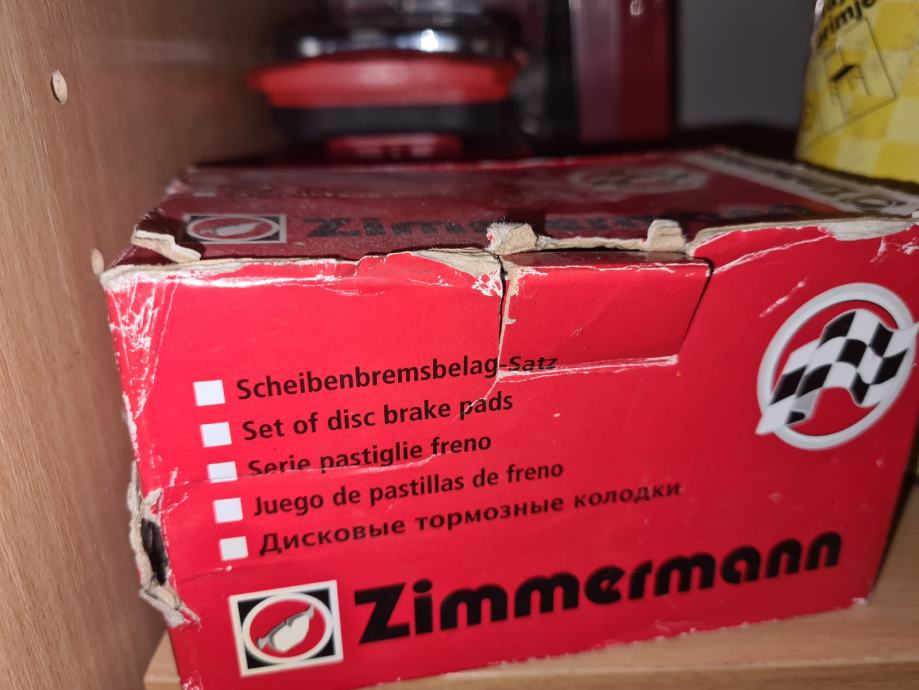 Zimmermann
Scheibenbremsbelag-Satz
Set of disc brake pads
Serie pastiglie freno
Juego de pastillas de freno
Дисковые тормозные колодки
Zimmermann